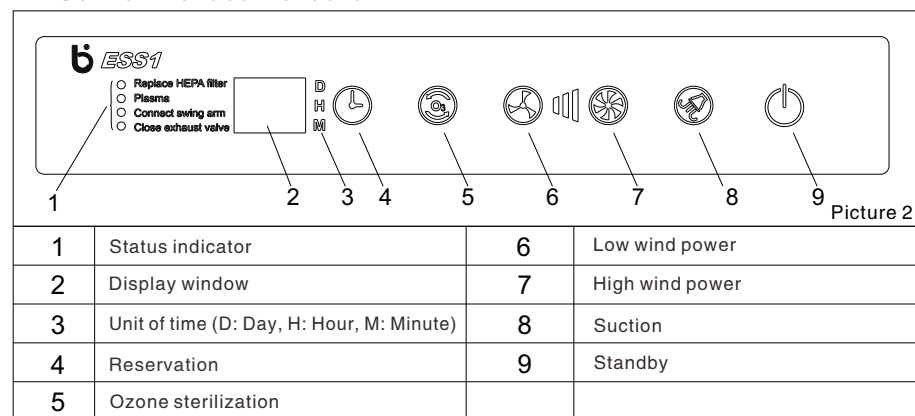 ESS1
Replace HEPA filter
Plasma
Connect swing arm
Close exhaust valve
D
H
M
O₃
1 2 3 4 5 6 7 8 9
Picture 2
1 Status indicator 6 Low wind power
2 Display window 7 High wind power
3 Unit of time (D: Day, H: Hour, M: Minute) 8 Suction
4 Reservation 9 Standby
5 Ozone sterilization